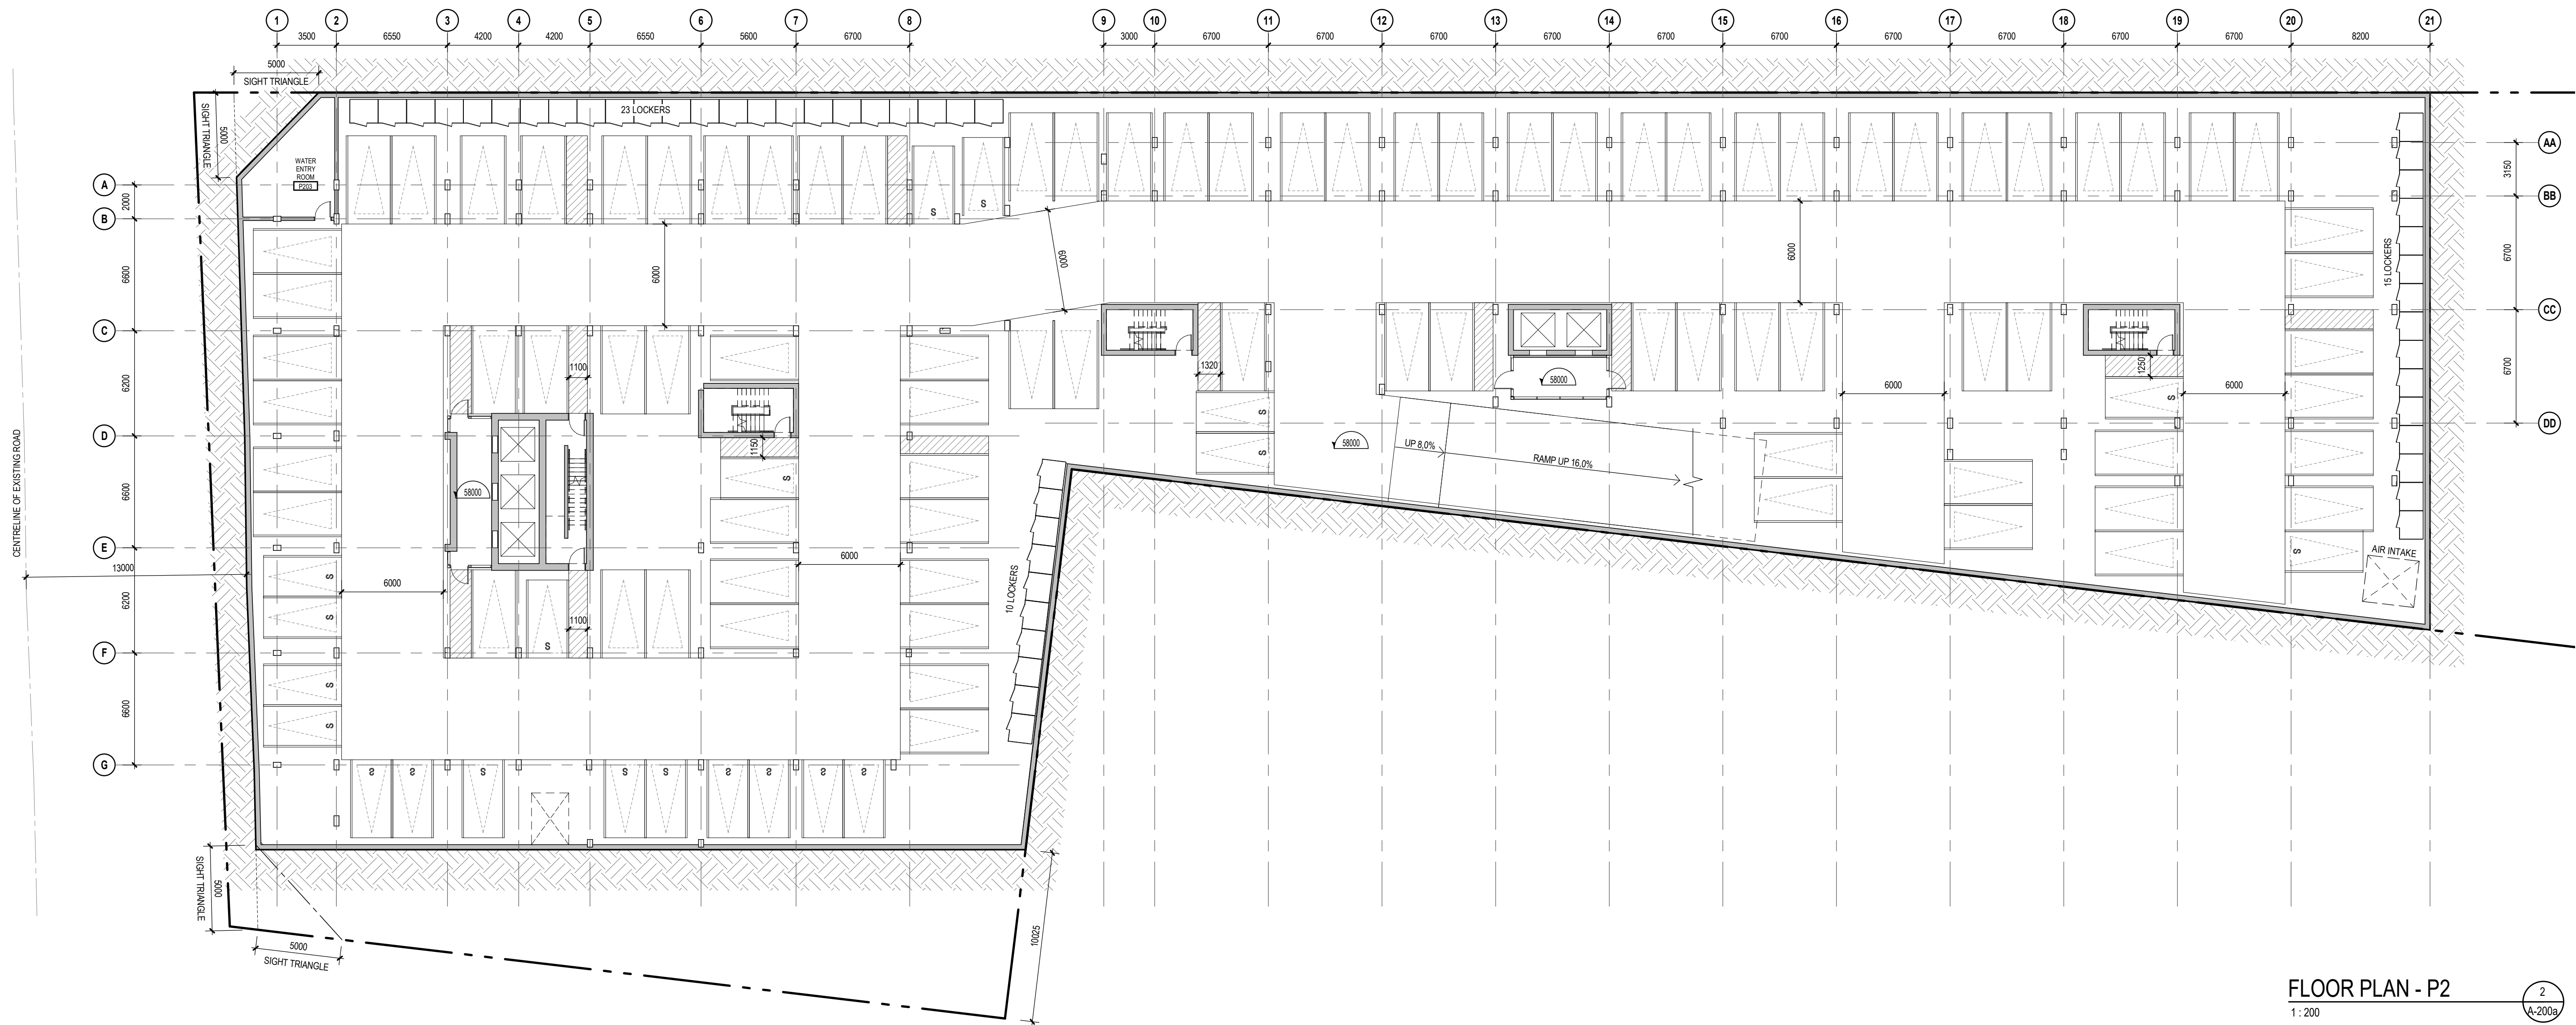 1 2 3 4 5 6 7 8 9 10 11 12 13 14 15 16 17 18 19 20 21
3500 6550 4200 4200 6550 5600 6700 3000 6700 6700 6700 6700 6700 6700 6700 6700 6700 6700 8200
5000
SIGHT TRIANGLE
SIGHT TRIANGLE
5000
23 LOCKERS
WATER
ENTRY
ROOM
P203
A
2000
B
6600
C
6200
D
6600
E
6200
F
6600
G
AA
3150
BB
6700
CC
6700
DD
S
S
6000
6000
6000
15 LOCKERS
1100
1320
58000
1250
6000
6000
S
S
S
1150
S
58000
58000
UP 8,0%
RAMP UP 16,0%
CENTRELINE OF EXISTING ROAD
13000
6000
6000
S
AIR INTAKE
10 LOCKERS
S
S
S
S
1100
S
S
S
S
S
S
S
S
S
S
SIGHT TRIANGLE
5000
5000
SIGHT TRIANGLE
10025
FLOOR PLAN - P2
1 : 200
2
A-200a